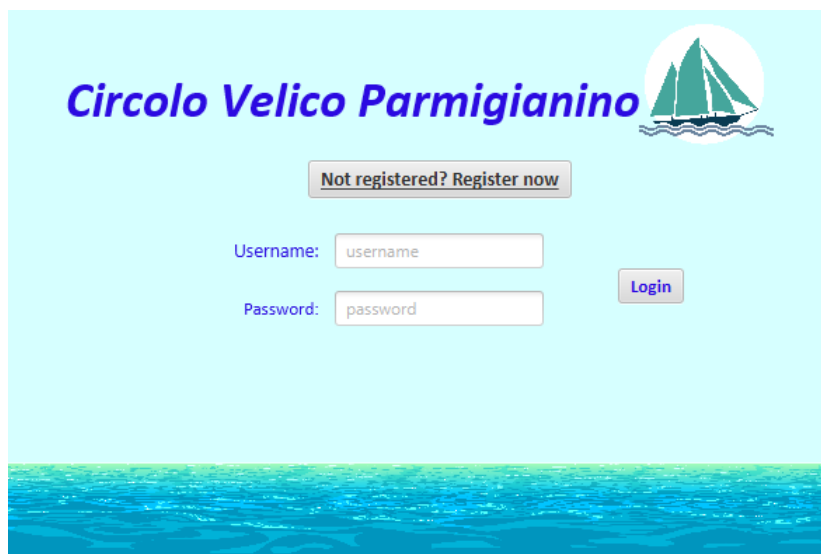 Circolo Velico Parmigianino
Not registered? Register now
Username:
username
Password:
password
Login